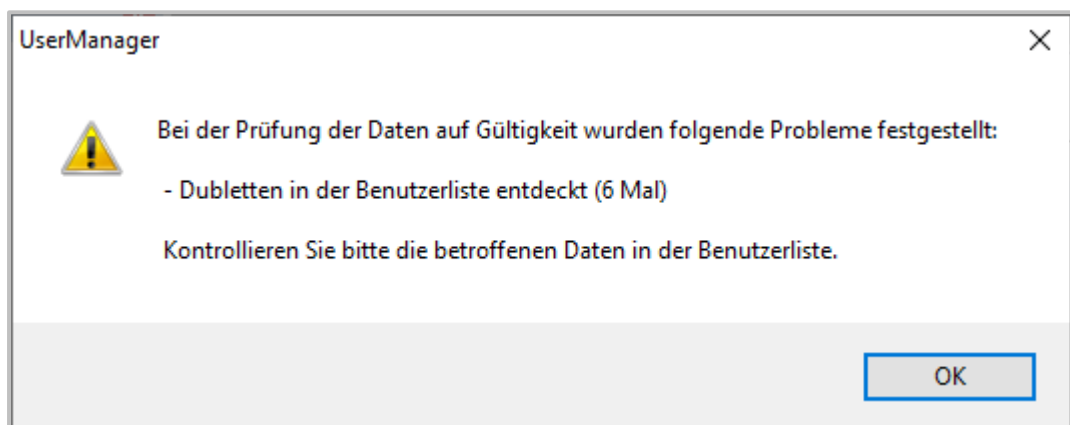 UserManager
Bei der Prüfung der Daten auf Gültigkeit wurden folgende Probleme festgestellt:
- Dubletten in der Benutzerliste entdeckt (6 Mal)
Kontrollieren Sie bitte die betroffenen Daten in der Benutzerliste.
OK